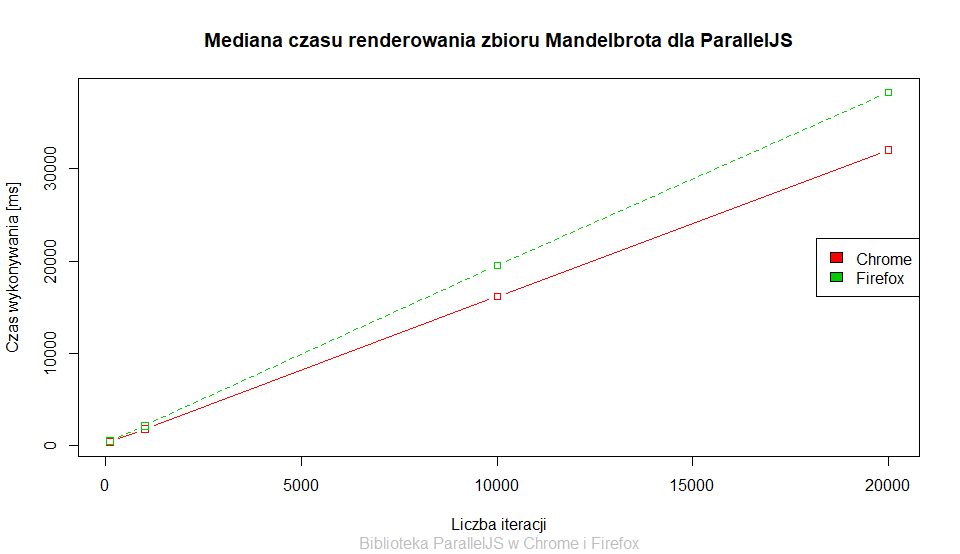 Mediana czasu renderowania zbioru Mandelbrota dla ParallelJS
Czas wykonywania [ms]
30000
20000
10000
0
Chrome
Firefox
0 5000 10000 15000 20000
Liczba iteracji
Biblioteka ParallelJS w Chrome i Firefox